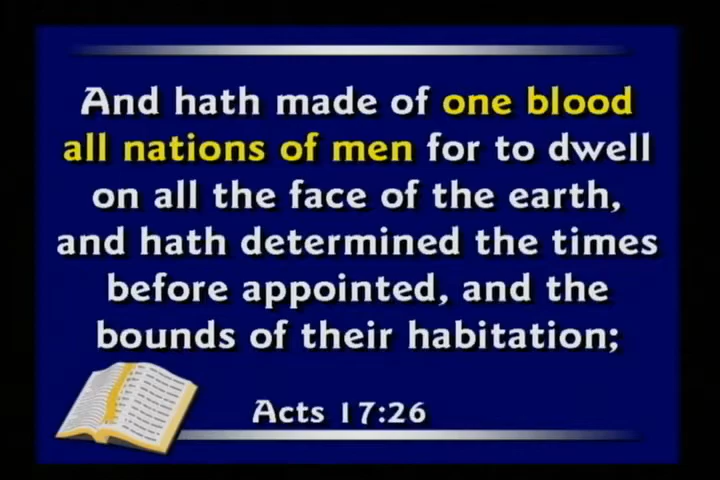 And hath made of one blood
all nations of men for to dwell
on all the face of the earth,
and hath determined the times
before appointed, and the
bounds of their habitation;
Acts 17:26